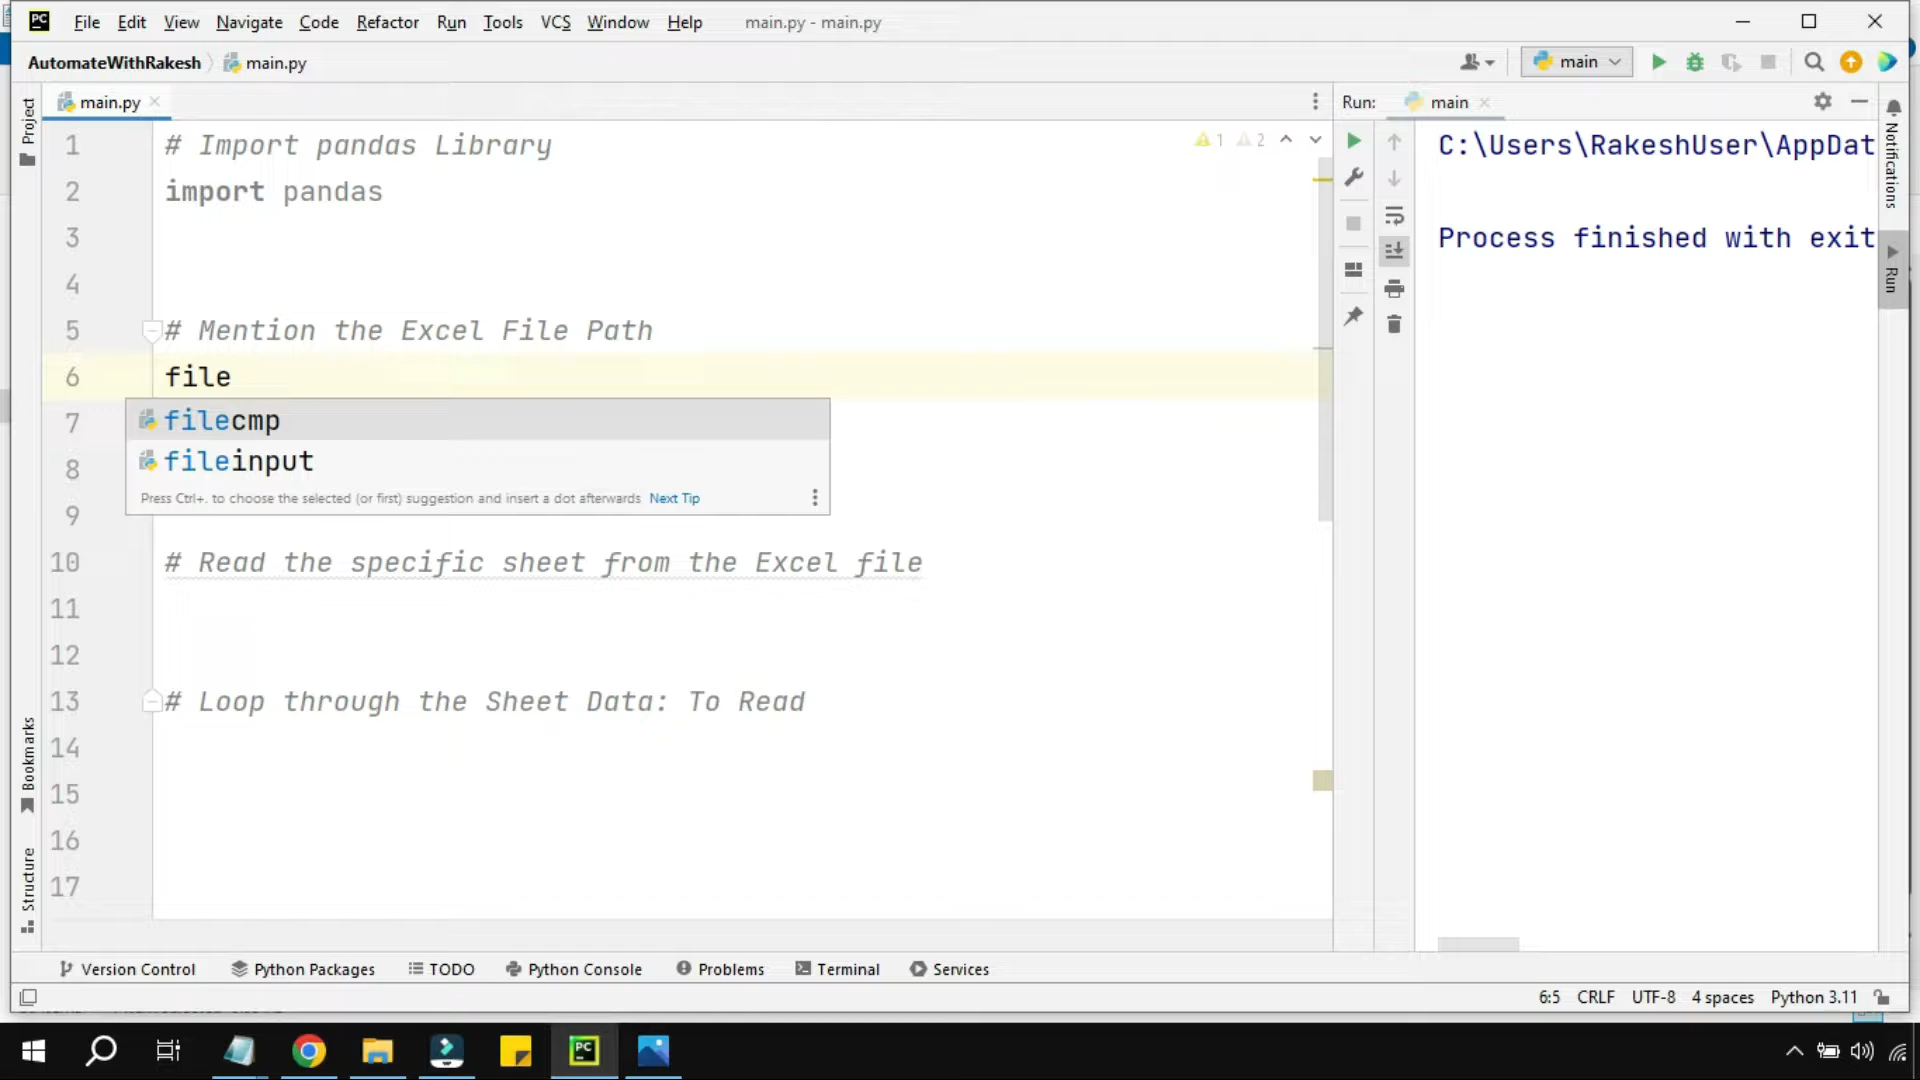 PC File Edit View Navigate Code Refactor Run Tools VCS Window Help main.py - main.py
AutomateWithRakesh main.py main
Project
main.py Run: main
1 # Import pandas Library
2 import pandas
3
4
5 # Mention the Excel File Path
6 file
7
8
9
10 # Read the specific sheet from the Excel file
11
12
13 # Loop through the Sheet Data: To Read
14
15
16
17
filecmp
fileinput
Press Ctrl+. to choose the selected (or first) suggestion and insert a dot afterwards Next Tip
1 2
C:\Users\RakeshUser\AppDat
Process finished with exit
Notifications
Run
Bookmarks
Structure
Version Control Python Packages TODO Python Console Problems Terminal Services
6:5 CRLF UTF-8 4 spaces Python 3.11
PC